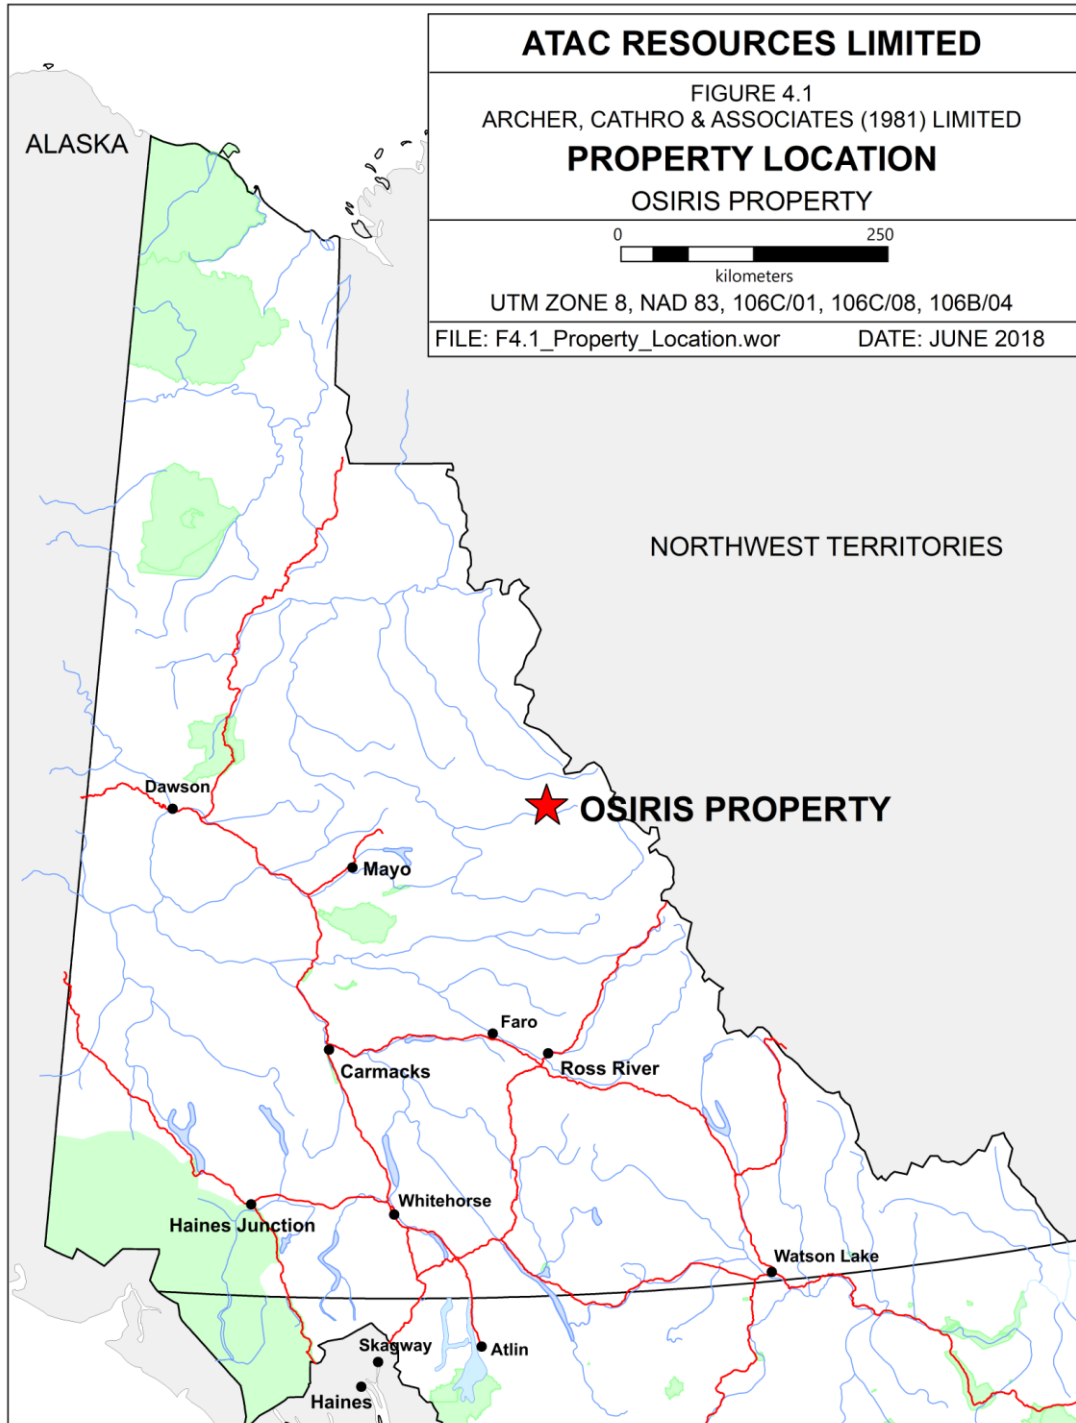 ATAC RESOURCES LIMITED
FIGURE 4.1
ARCHER, CATHRO & ASSOCIATES (1981) LIMITED
PROPERTY LOCATION
OSIRIS PROPERTY
0 250
kilometers
UTM ZONE 8, NAD 83, 106C/01, 106C/08, 106B/04
FILE: F4.1_Property_Location.wor DATE: JUNE 2018
ALASKA
NORTHWEST TERRITORIES
Dawson
OSIRIS PROPERTY
Mayo
Faro
Ross River
Carmacks
Whitehorse
Haines Junction
Watson Lake
Skagway
Atlin
Haines